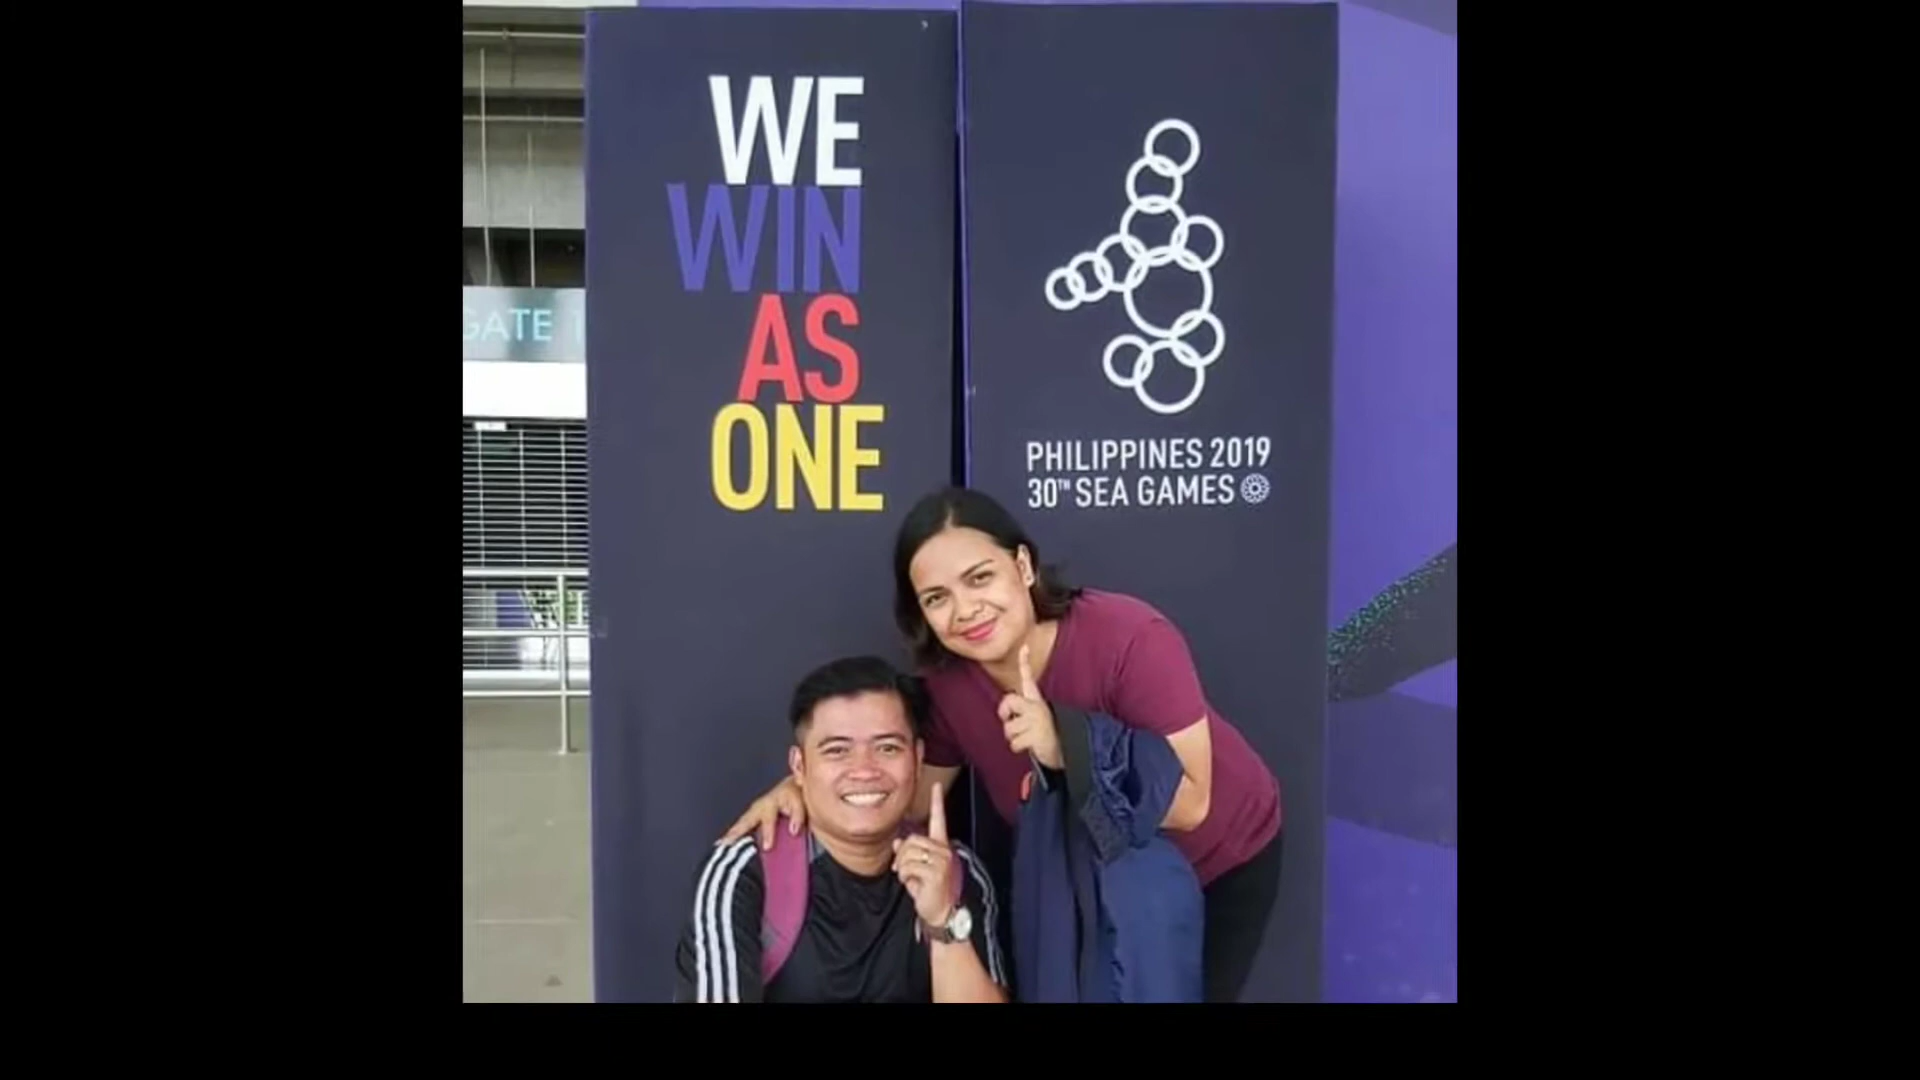 WE
WIN
AS
ONE
GATE
PHILIPPINES 2019
30TH SEA GAMES